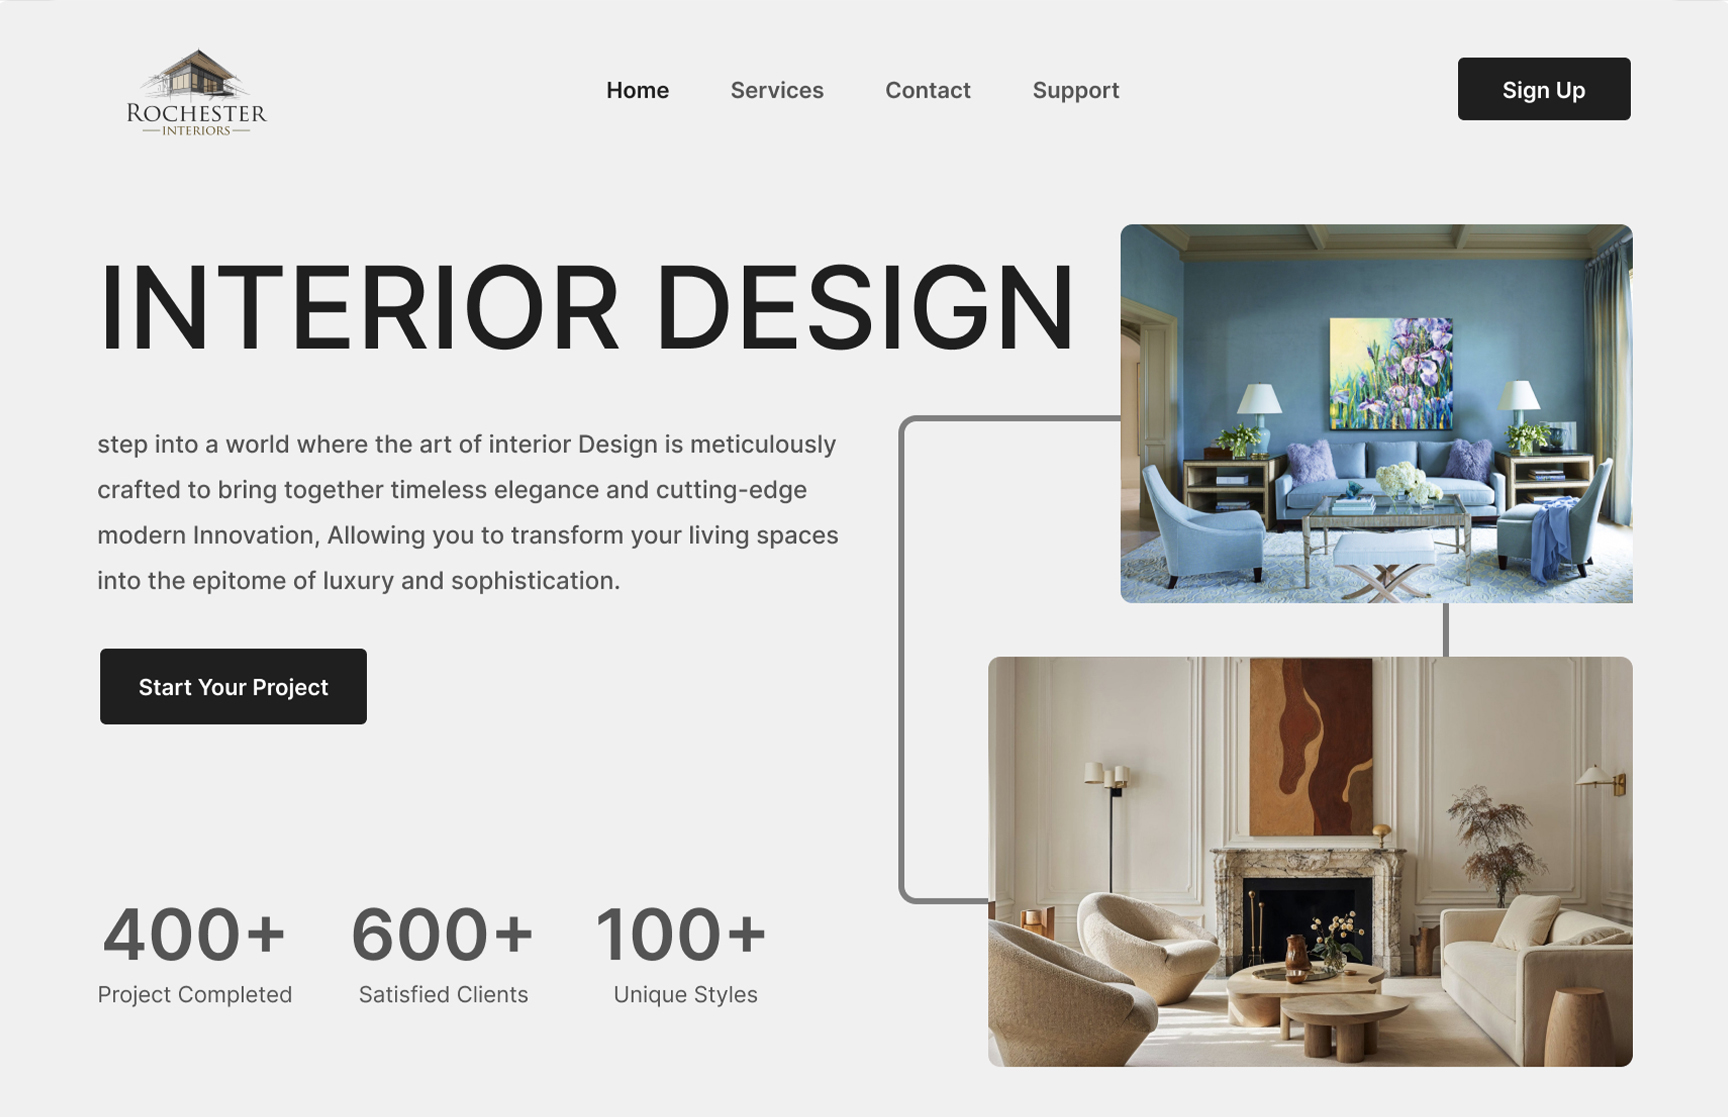 ROCHESTER
INTERIORS
Home
Services
Contact
Support
Sign Up
INTERIOR DESIGN
step into a world where the art of interior Design is meticulously
crafted to bring together timeless elegance and cutting-edge
modern Innovation, Allowing you to transform your living spaces
into the epitome of luxury and sophistication.
Start Your Project
400+
Project Completed
600+
Satisfied Clients
100+
Unique Styles